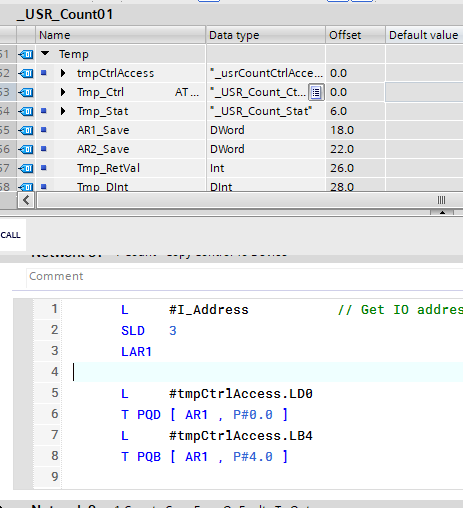 _USR_Count01
Name Data type Offset Default value
51 Temp
52 tmpCtrlAccess "_usrCountCtrlAcce... 0.0
53 Tmp_Ctrl AT ... "_USR_Count_Ct... 0.0
54 Tmp_Stat "_USR_Count_Stat" 6.0
55 AR1_Save DWord 18.0
56 AR2_Save DWord 22.0
57 Tmp_RetVal Int 26.0
58 Tmp_DInt DInt 28.0
CALL
Comment
1 L #I_Address // Get IO addres
2 SLD 3
3 LAR1
4
5 L #tmpCtrlAccess.LD0
6 T PQD [ AR1 , P#0.0 ]
7 L #tmpCtrlAccess.LB4
8 T PQB [ AR1 , P#4.0 ]
9